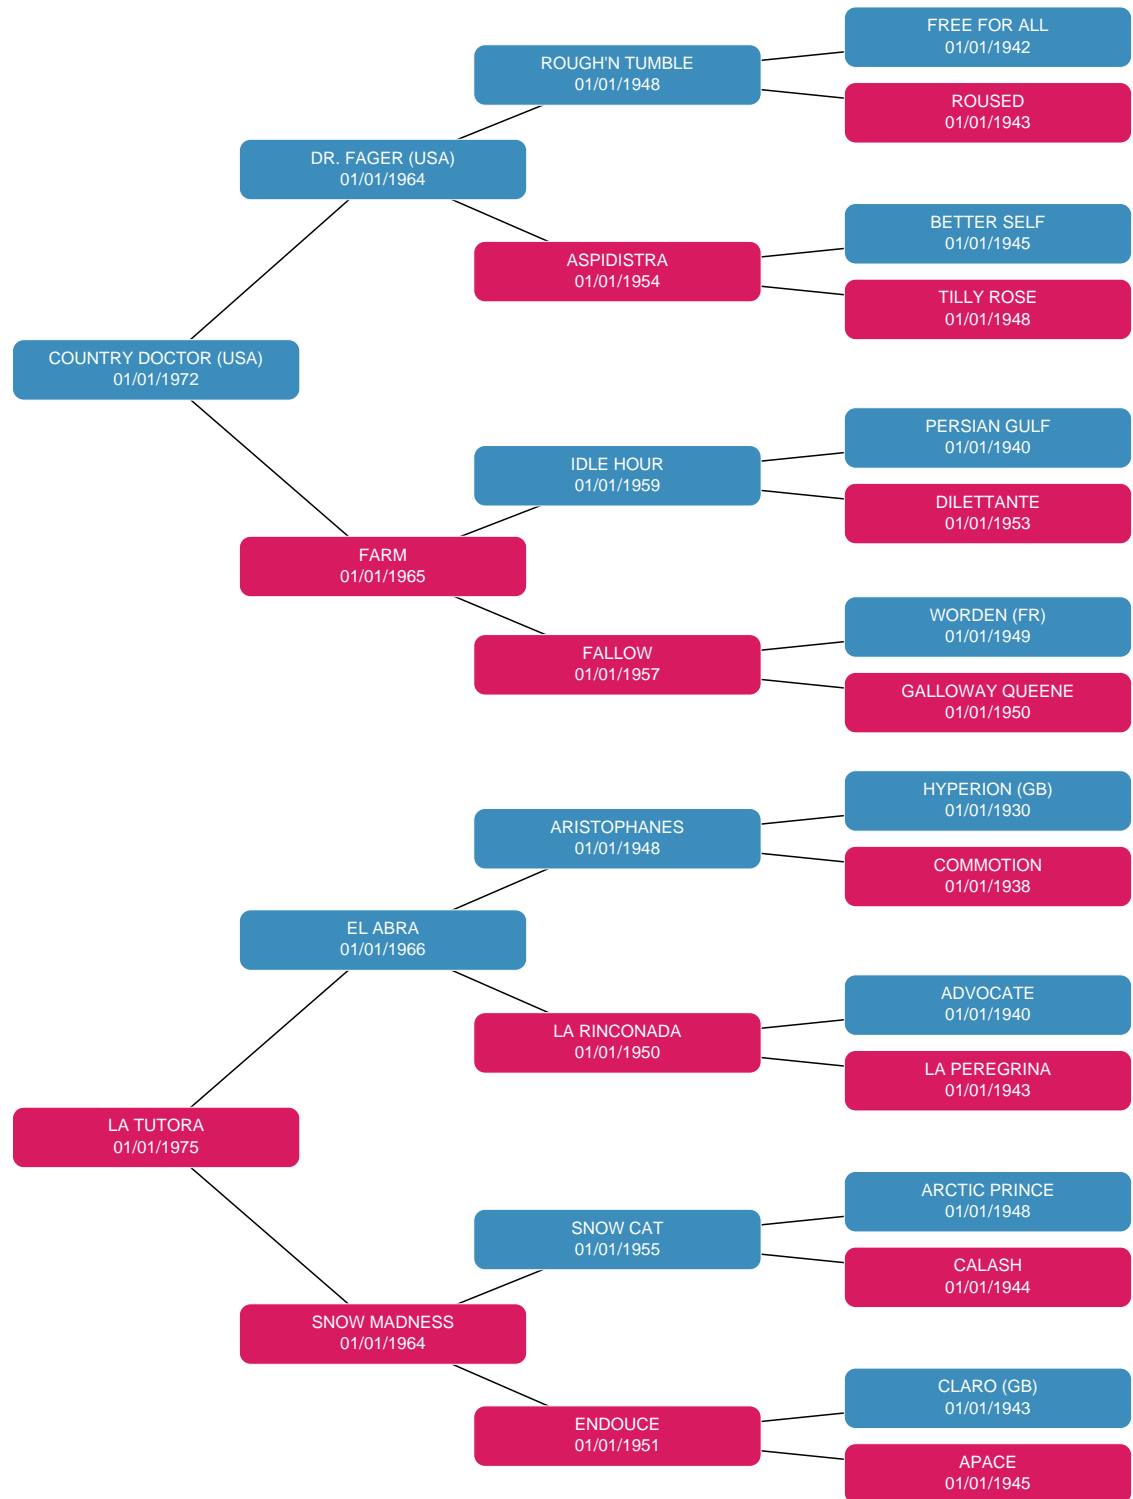 FREE FOR ALL
01/01/1942
ROUGH'N TUMBLE
01/01/1948
ROUSED
01/01/1943
DR. FAGER (USA)
01/01/1964
BETTER SELF
01/01/1945
ASPIDISTRA
01/01/1954
TILLY ROSE
01/01/1948
COUNTRY DOCTOR (USA)
01/01/1972
PERSIAN GULF
01/01/1940
IDLE HOUR
01/01/1959
DILETTANTE
01/01/1953
FARM
01/01/1965
WORDEN (FR)
01/01/1949
FALLOW
01/01/1957
GALLOWAY QUEENE
01/01/1950
HYPERION (GB)
01/01/1930
ARISTOPHANES
01/01/1948
COMMOTION
01/01/1938
EL ABRA
01/01/1966
ADVOCATE
01/01/1940
LA RINCONADA
01/01/1950
LA PEREGRINA
01/01/1943
LA TUTORA
01/01/1975
ARCTIC PRINCE
01/01/1948
SNOW CAT
01/01/1955
CALASH
01/01/1944
SNOW MADNESS
01/01/1964
CLARO (GB)
01/01/1943
ENDOUCE
01/01/1951
APACE
01/01/1945